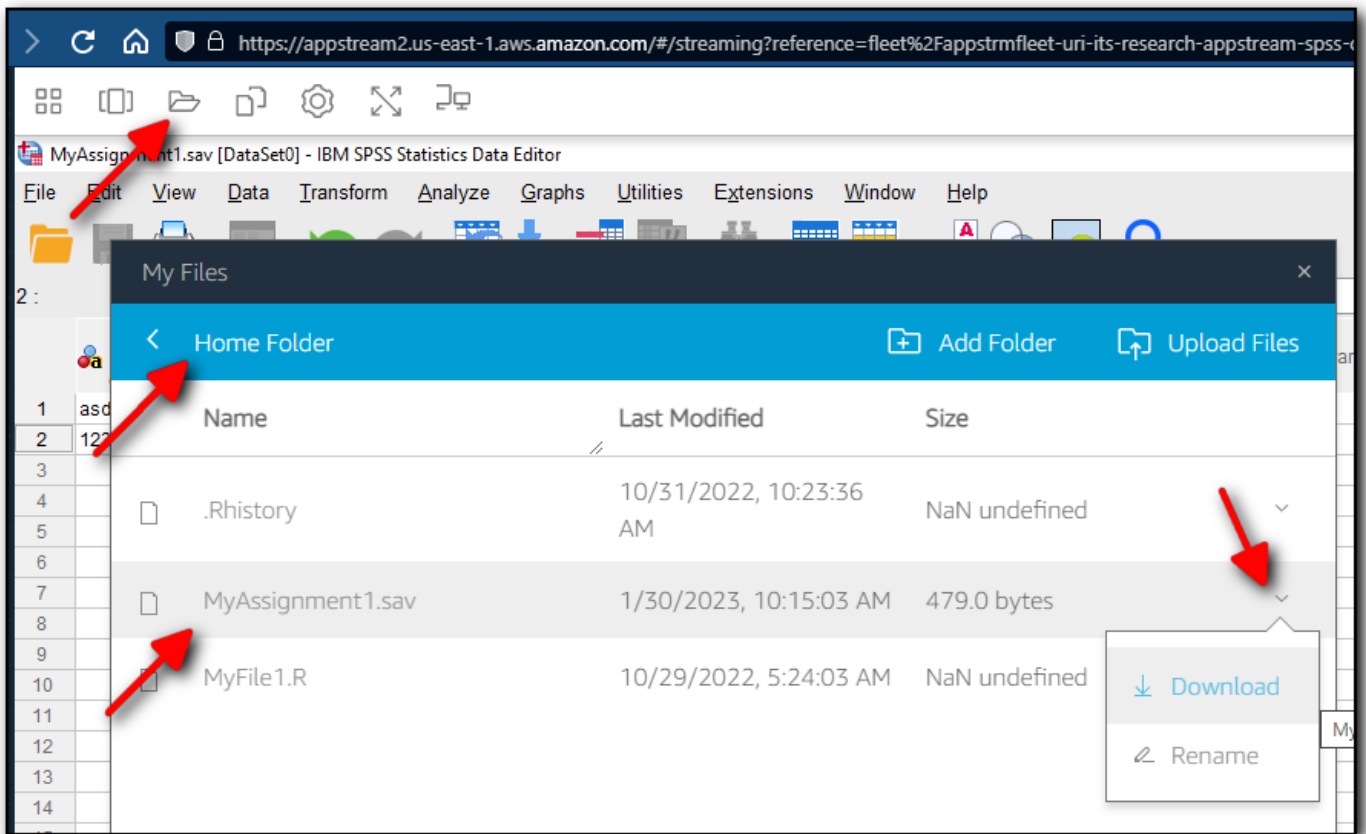 https://appstream2.us-east-1.aws.amazon.com/#/streaming?reference=fleet%2Fappstrmfleet-uri-its-research-appstream-spss-
MyAssignment1.sav [DataSet0] - IBM SPSS Statistics Data Editor
File Edit View Data Transform Analyze Graphs Utilities Extensions Window Help
A
My Files
2 :
Home Folder Add Folder Upload Files
a
1 asd
Name Last Modified Size
2 123
3
4
.Rhistory 10/31/2022, 10:23:36 AM NaN undefined
5
6
7
MyAssignment1.sav 1/30/2023, 10:15:03 AM 479.0 bytes
8
9
10
MyFile1.R 10/29/2022, 5:24:03 AM NaN undefined
Download
11
12
My
Rename
13
14